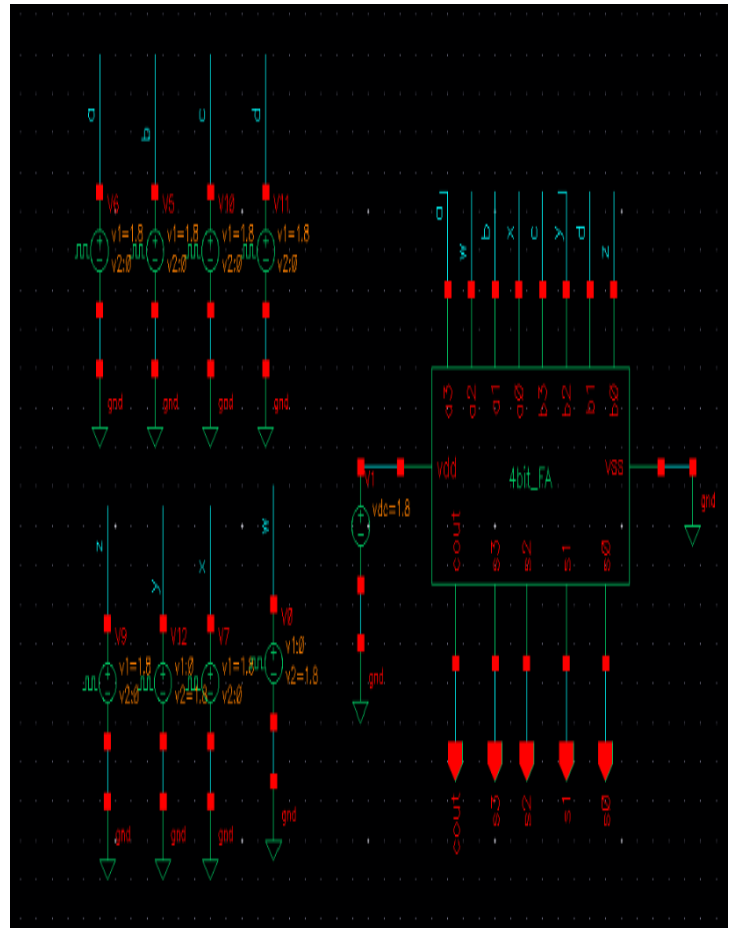 a b c d
V6 V5 V10 V11
v1=1.8 v1=1.8 v1=1.8 v1=1.8
v2:0 v2:0 v2:0 v2:0
gnd gnd gnd gnd
a w b x c y d z
a3 a2 a1 a0 b3 b2 b1 b0
vdd 4bit_FA vss
V1
vdc=1.8
gnd
gnd
cout s3 s2 s1 s0
cout s3 s2 s1 s0
z y x w
V9 V12 V7 V0
v1=1.8 v1:0 v1=1.8 v1:0
v2:0 v2=1.8 v2:0 v2=1.8
gnd gnd gnd gnd